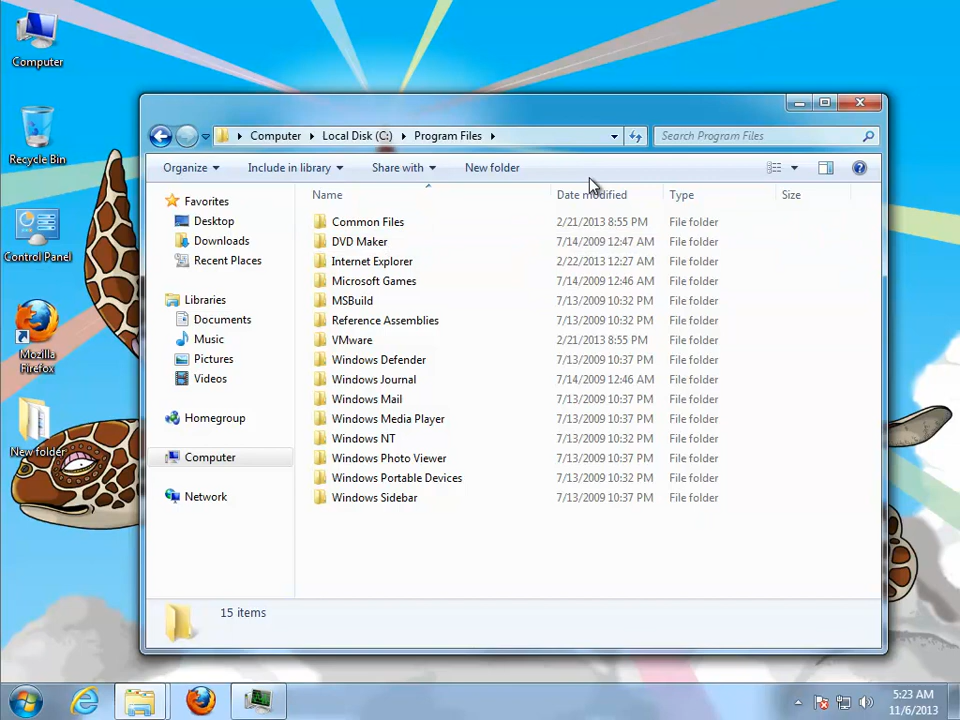 Computer
Recycle Bin
Control Panel
Mozilla
Firefox
New folder
Computer Local Disk (C:) Program Files
Search Program Files
Organize Include in library Share with New folder
Favorites
Desktop
Downloads
Recent Places
Libraries
Documents
Music
Pictures
Videos
Homegroup
Computer
Network
Name Date modified Type Size
Common Files 2/21/2013 8:55 PM File folder
DVD Maker 7/14/2009 12:47 AM File folder
Internet Explorer 2/22/2013 12:27 AM File folder
Microsoft Games 7/14/2009 12:46 AM File folder
MSBuild 7/13/2009 10:32 PM File folder
Reference Assemblies 7/13/2009 10:32 PM File folder
VMware 2/21/2013 8:55 PM File folder
Windows Defender 7/13/2009 10:37 PM File folder
Windows Journal 7/14/2009 12:46 AM File folder
Windows Mail 7/13/2009 10:37 PM File folder
Windows Media Player 7/13/2009 10:37 PM File folder
Windows NT 7/13/2009 10:32 PM File folder
Windows Photo Viewer 7/13/2009 10:37 PM File folder
Windows Portable Devices 7/13/2009 10:32 PM File folder
Windows Sidebar 7/13/2009 10:37 PM File folder
15 items
5:23 AM
11/6/2013